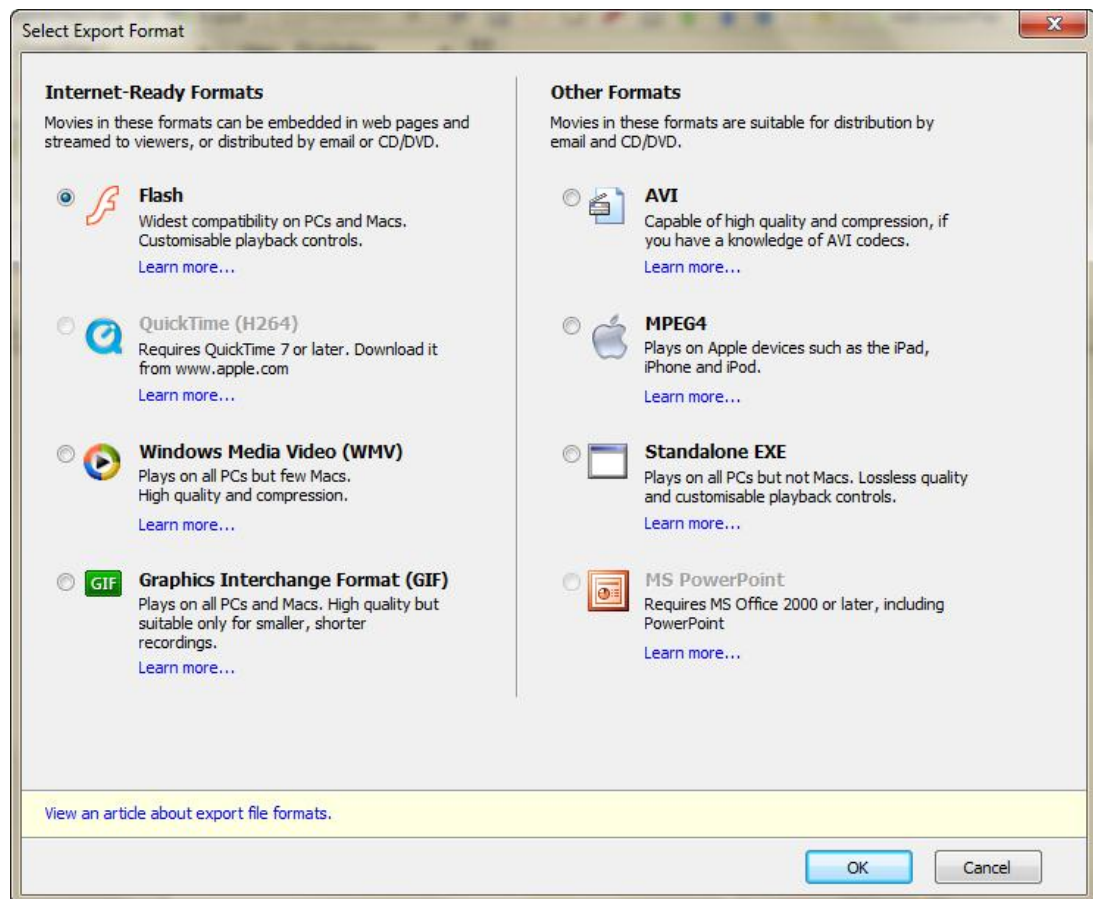 Select Export Format
Internet-Ready Formats
Movies in these formats can be embedded in web pages and
streamed to viewers, or distributed by email or CD/DVD.
Flash
Widest compatibility on PCs and Macs.
Customisable playback controls.
Learn more...
QuickTime (H264)
Requires QuickTime 7 or later. Download it
from www.apple.com
Learn more...
Windows Media Video (WMV)
Plays on all PCs but few Macs.
High quality and compression.
Learn more...
GIF
Graphics Interchange Format (GIF)
Plays on all PCs and Macs. High quality but
suitable only for smaller, shorter
recordings.
Learn more...
Other Formats
Movies in these formats are suitable for distribution by
email and CD/DVD.
AVI
Capable of high quality and compression, if
you have a knowledge of AVI codecs.
Learn more...
MPEG4
Plays on Apple devices such as the iPad,
iPhone and iPod.
Learn more...
Standalone EXE
Plays on all PCs but not Macs. Lossless quality
and customisable playback controls.
Learn more...
MS PowerPoint
Requires MS Office 2000 or later, including
PowerPoint
Learn more...
View an article about export file formats.
OK
Cancel